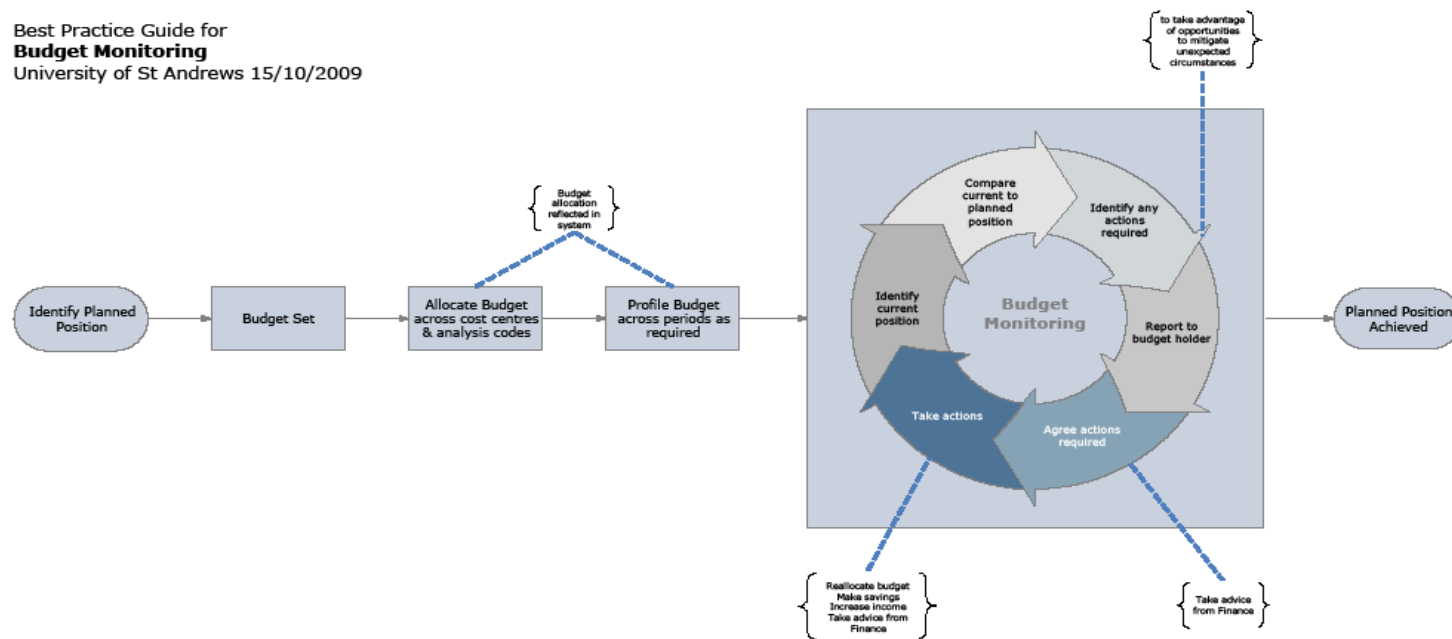 Best Practice Guide for
Budget Monitoring
University of St Andrews 15/10/2009
to take advantage
of opportunities
to mitigate
unexpected
circumstances
Budget
allocation
reflected in
system
Identify Planned
Position
Budget Set
Allocate Budget
across cost centres
& analysis codes
Profile Budget
across periods as
required
Compare
current to
planned
position
Identify any
actions
required
Identify
current
position
Budget
Monitoring
Report to
budget holder
Take actions
Agree actions
required
Planned Position
Achieved
Reallocate budget
Make savings
Increase income
Take advice from
Finance
Take advice
from Finance